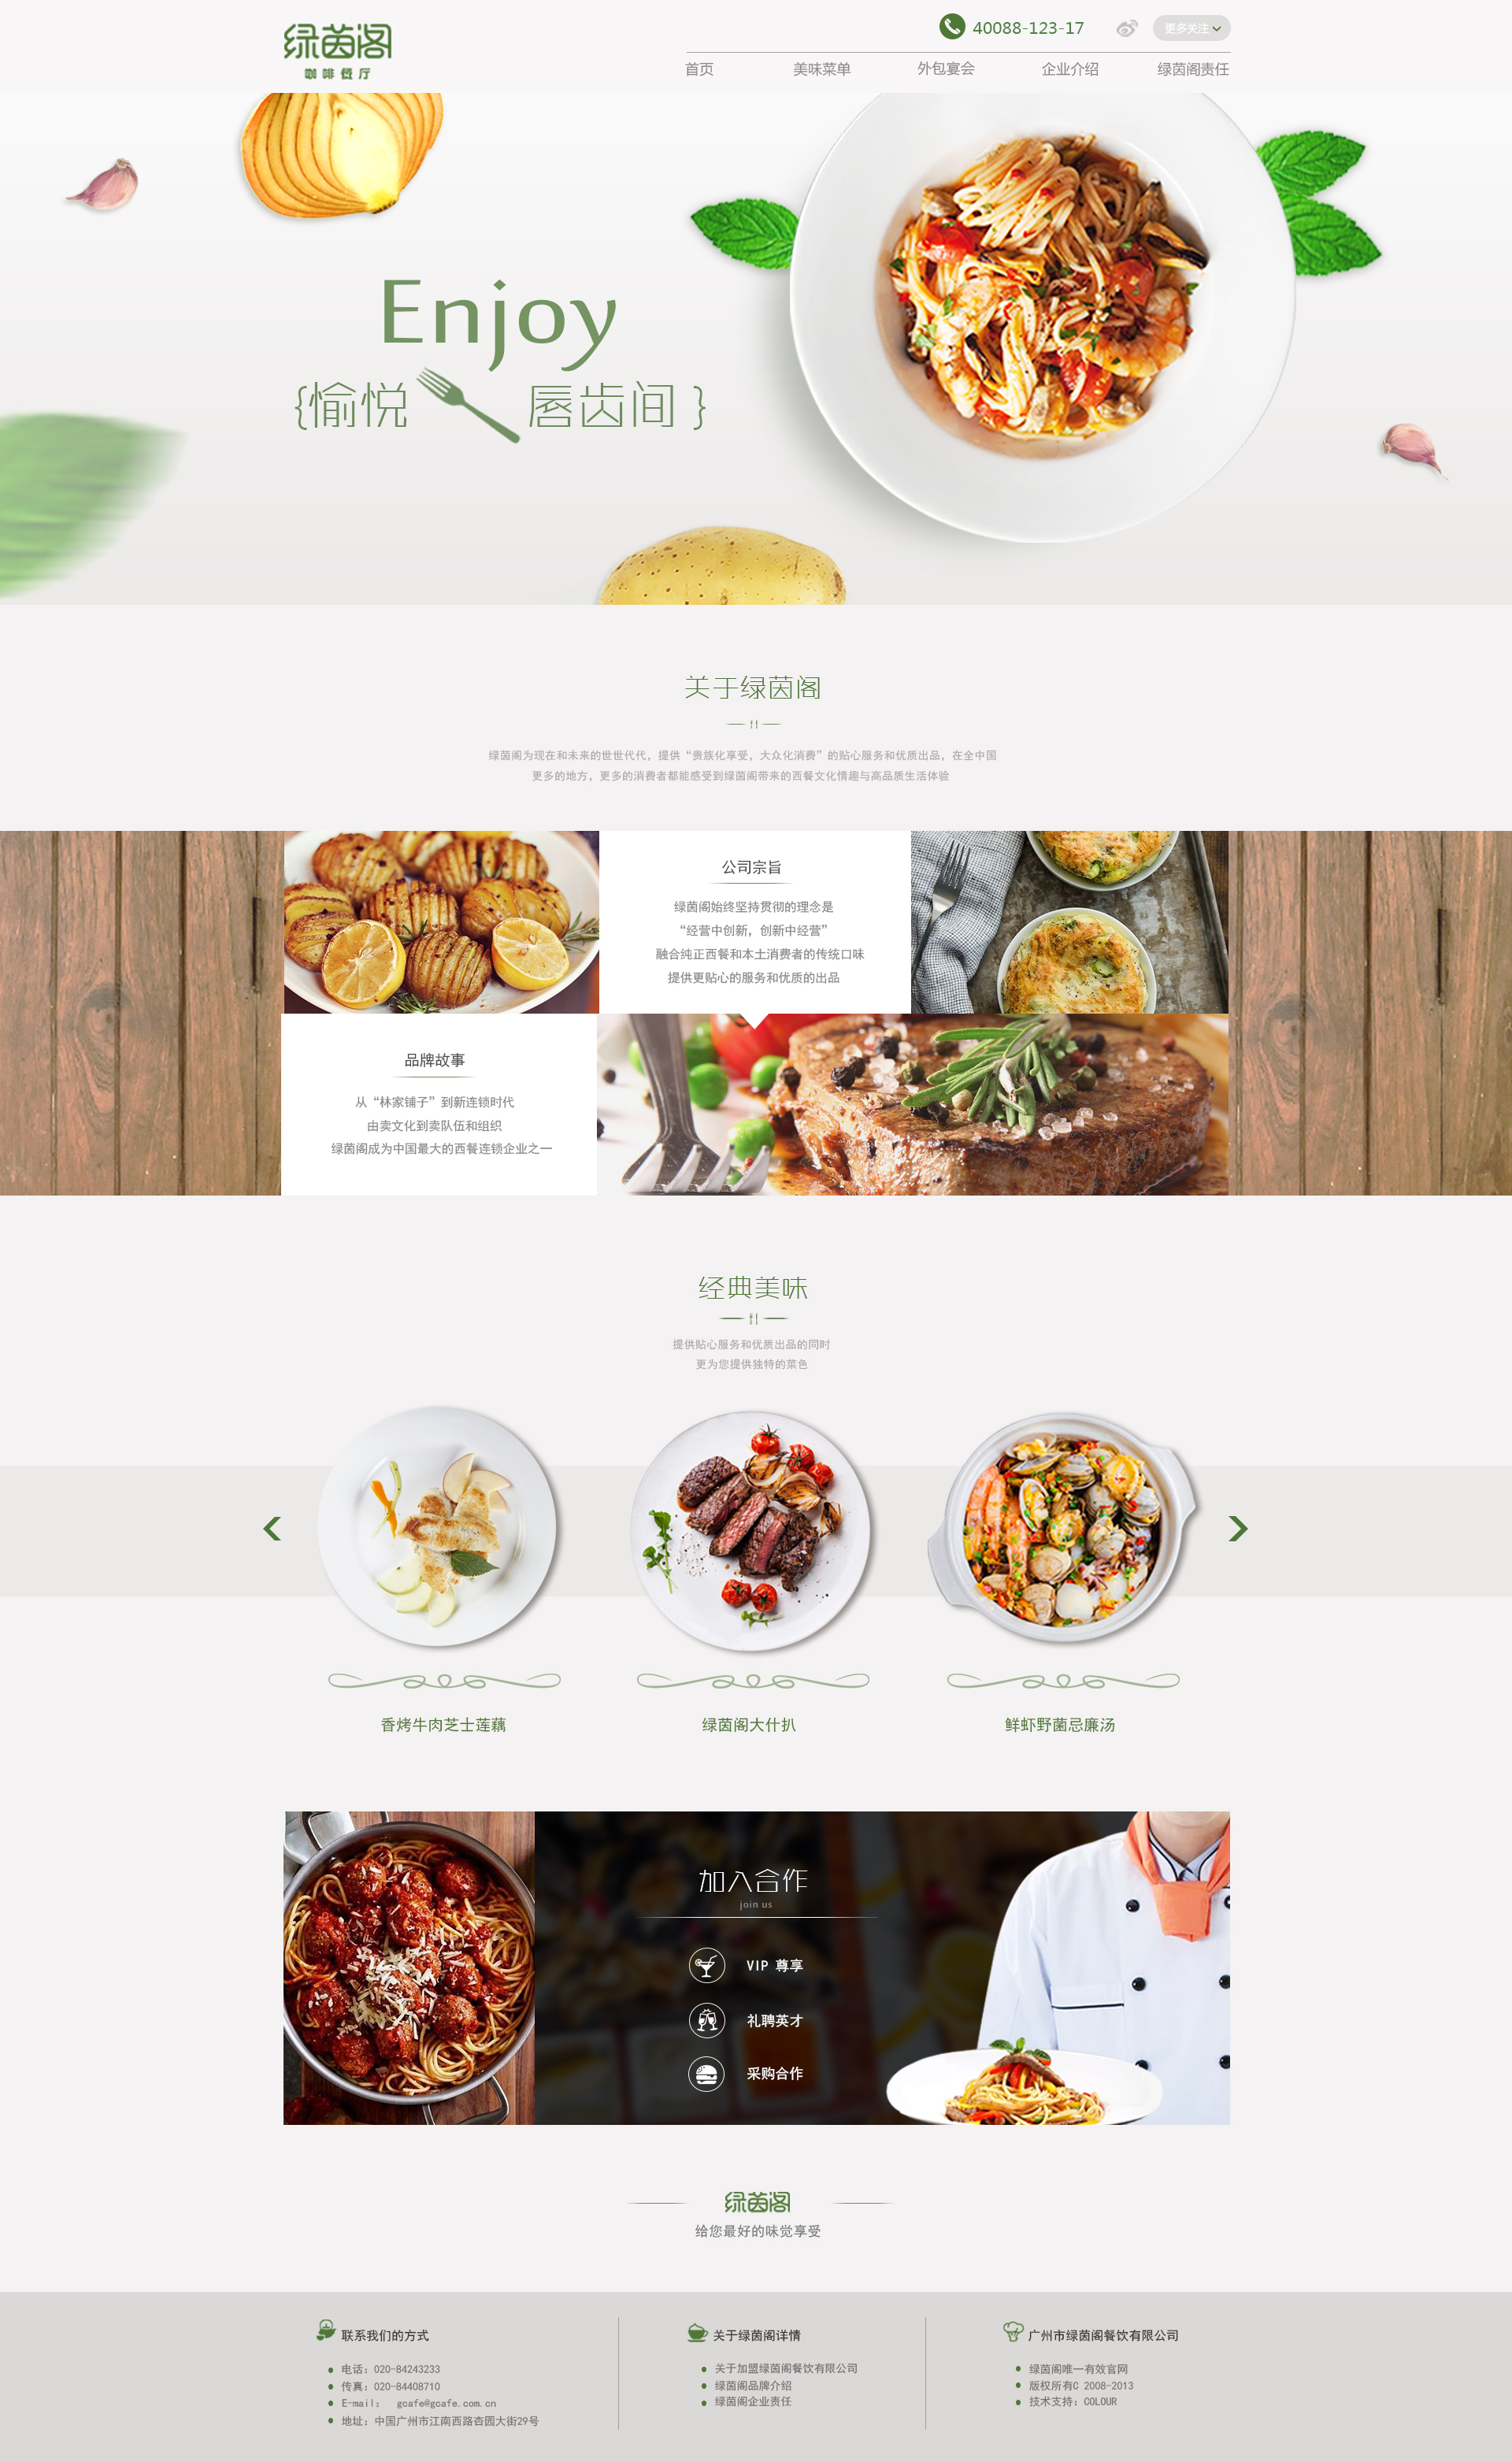 绿茵阁
咖啡餐厅
40088-123-17
更多关注
首页
美味菜单
外包宴会
企业介绍
绿茵阁责任
Enjoy
{愉悦 唇齿间 }
关于绿茵阁
绿茵阁为现在和未来的世世代代，提供“贵族化享受，大众化消费”的贴心服务和优质出品，在全中国
更多的地方，更多的消费者都能感受到绿茵阁带来的西餐文化情趣与高品质生活体验
公司宗旨
绿茵阁始终坚持贯彻的理念是
“经营中创新，创新中经营”
融合纯正西餐和本土消费者的传统口味
提供更贴心的服务和优质的出品
品牌故事
从“林家铺子”到新连锁时代
由卖文化到卖队伍和组织
绿茵阁成为中国最大的西餐连锁企业之一
经典美味
提供贴心服务和优质出品的同时
更为您提供独特的菜色
香烤牛肉芝士莲藕
绿茵阁大什扒
鲜虾野菌忌廉汤
加入合作
join us
VIP 尊享
礼聘英才
采购合作
绿茵阁
给您最好的味觉享受
联系我们的方式
电话：020-84243233
传真：020-84408710
E-mail： gcafe@gcafe.com.cn
地址：中国广州市江南西路杏园大街29号
关于绿茵阁详情
关于加盟绿茵阁餐饮有限公司
绿茵阁品牌介绍
绿茵阁企业责任
广州市绿茵阁餐饮有限公司
绿茵阁唯一有效官网
版权所有C 2008-2013
技术支持：COLOUR